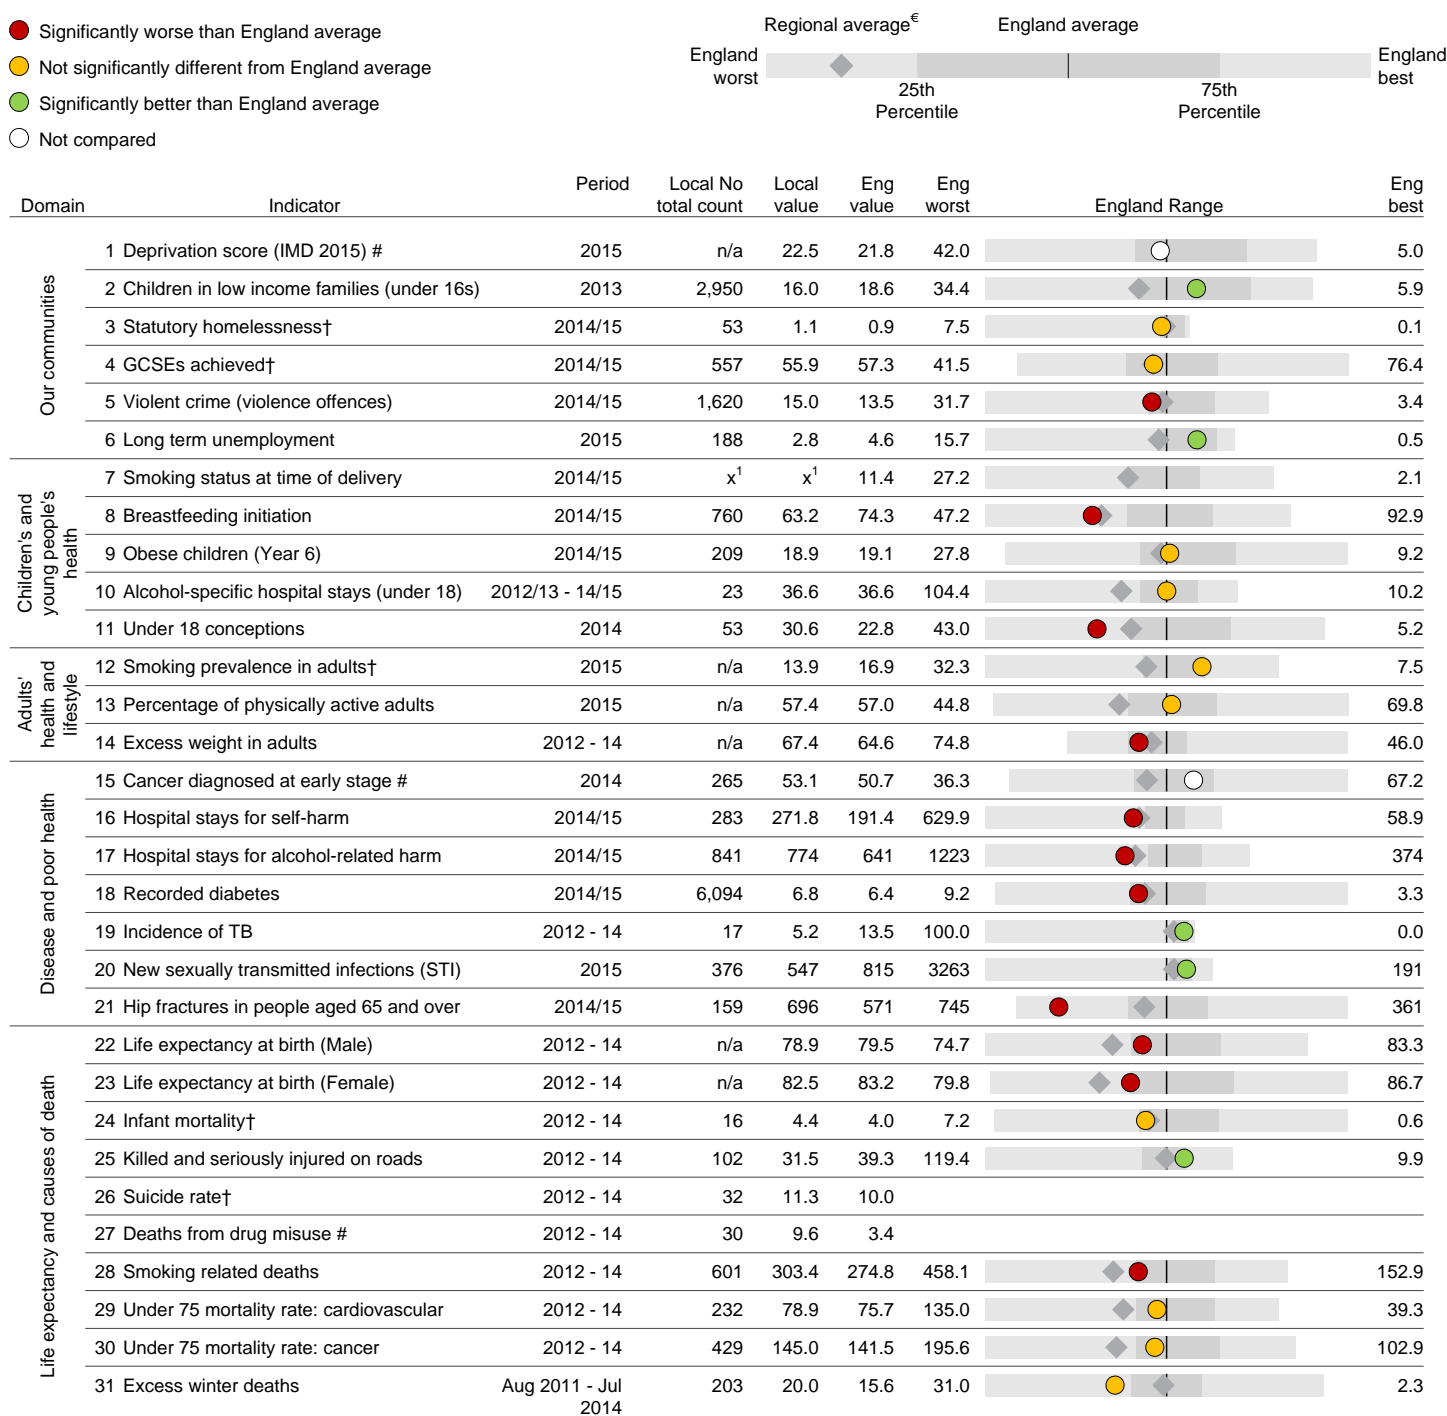 Significantly worse than England average
Not significantly different from England average
Significantly better than England average
Not compared
Regional average€ England average
England worst
England best
25th Percentile
75th Percentile
Domain Indicator Period Local No total count Local value Eng value Eng worst England Range Eng best
Our communities
1 Deprivation score (IMD 2015) # 2015 n/a 22.5 21.8 42.0 5.0
2 Children in low income families (under 16s) 2013 2,950 16.0 18.6 34.4 5.9
3 Statutory homelessness† 2014/15 53 1.1 0.9 7.5 0.1
4 GCSEs achieved† 2014/15 557 55.9 57.3 41.5 76.4
5 Violent crime (violence offences) 2014/15 1,620 15.0 13.5 31.7 3.4
6 Long term unemployment 2015 188 2.8 4.6 15.7 0.5
Children's and young people's health
7 Smoking status at time of delivery 2014/15 x1 x1 11.4 27.2 2.1
8 Breastfeeding initiation 2014/15 760 63.2 74.3 47.2 92.9
9 Obese children (Year 6) 2014/15 209 18.9 19.1 27.8 9.2
10 Alcohol-specific hospital stays (under 18) 2012/13 - 14/15 23 36.6 36.6 104.4 10.2
11 Under 18 conceptions 2014 53 30.6 22.8 43.0 5.2
Adults' health and lifestyle
12 Smoking prevalence in adults† 2015 n/a 13.9 16.9 32.3 7.5
13 Percentage of physically active adults 2015 n/a 57.4 57.0 44.8 69.8
14 Excess weight in adults 2012 - 14 n/a 67.4 64.6 74.8 46.0
Disease and poor health
15 Cancer diagnosed at early stage # 2014 265 53.1 50.7 36.3 67.2
16 Hospital stays for self-harm 2014/15 283 271.8 191.4 629.9 58.9
17 Hospital stays for alcohol-related harm 2014/15 841 774 641 1223 374
18 Recorded diabetes 2014/15 6,094 6.8 6.4 9.2 3.3
19 Incidence of TB 2012 - 14 17 5.2 13.5 100.0 0.0
20 New sexually transmitted infections (STI) 2015 376 547 815 3263 191
21 Hip fractures in people aged 65 and over 2014/15 159 696 571 745 361
Life expectancy and causes of death
22 Life expectancy at birth (Male) 2012 - 14 n/a 78.9 79.5 74.7 83.3
23 Life expectancy at birth (Female) 2012 - 14 n/a 82.5 83.2 79.8 86.7
24 Infant mortality† 2012 - 14 16 4.4 4.0 7.2 0.6
25 Killed and seriously injured on roads 2012 - 14 102 31.5 39.3 119.4 9.9
26 Suicide rate† 2012 - 14 32 11.3 10.0
27 Deaths from drug misuse # 2012 - 14 30 9.6 3.4
28 Smoking related deaths 2012 - 14 601 303.4 274.8 458.1 152.9
29 Under 75 mortality rate: cardiovascular 2012 - 14 232 78.9 75.7 135.0 39.3
30 Under 75 mortality rate: cancer 2012 - 14 429 145.0 141.5 195.6 102.9
31 Excess winter deaths Aug 2011 - Jul 2014 203 20.0 15.6 31.0 2.3